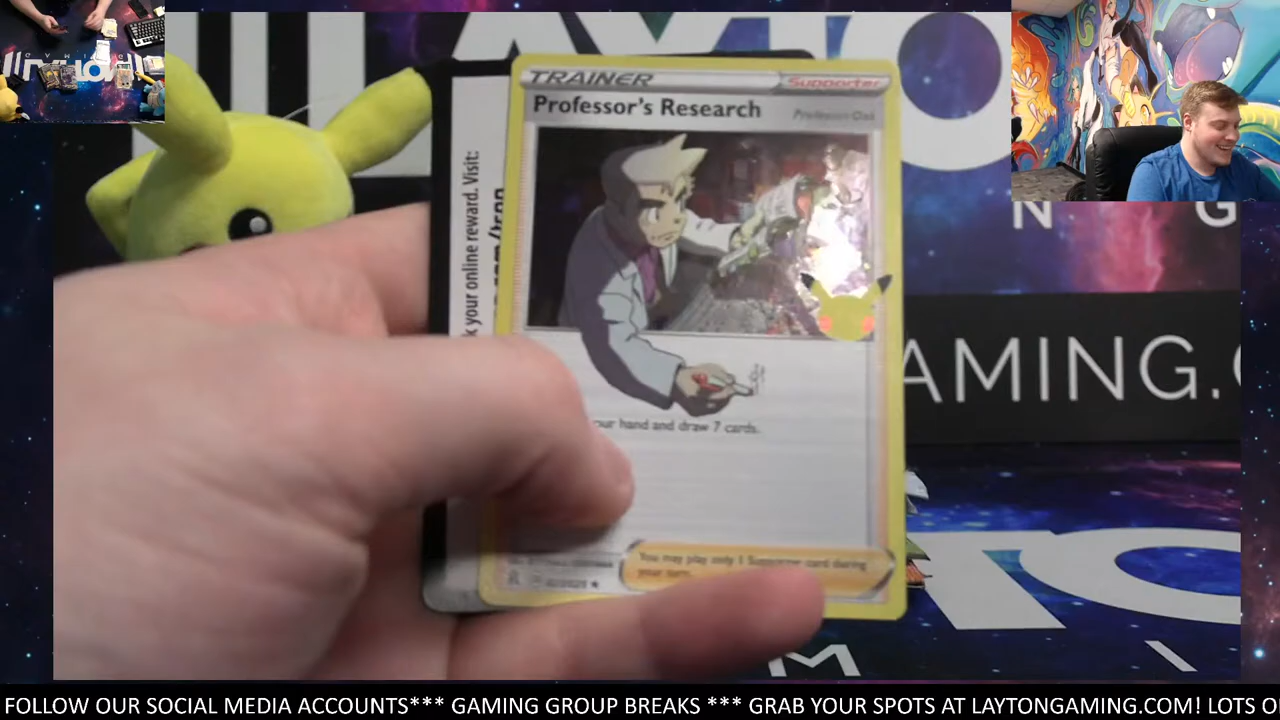 TRAINER
Supporter
Professor's Research
Professor Oak
k your online reward. Visit:
our hand and draw 7 cards.
You may play only 1 Supporter card during
your turn.
N G
AMING.
FOLLOW OUR SOCIAL MEDIA ACCOUNTS*** GAMING GROUP BREAKS *** GRAB YOUR SPOTS AT LAYTONGAMING.COM! LOTS O